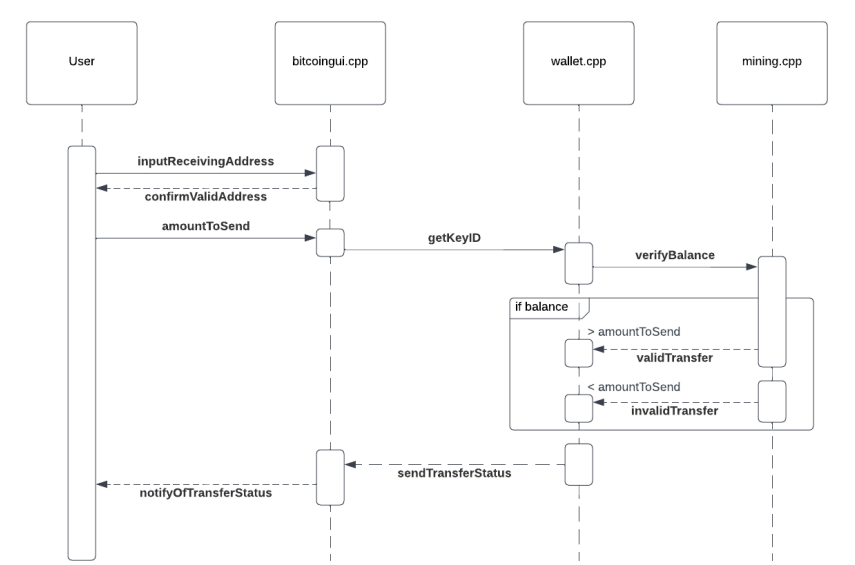 User
bitcoingui.cpp
wallet.cpp
mining.cpp
inputReceivingAddress
confirmValidAddress
amountToSend
getKeyID
verifyBalance
if balance
> amountToSend
validTransfer
< amountToSend
invalidTransfer
sendTransferStatus
notifyOfTransferStatus